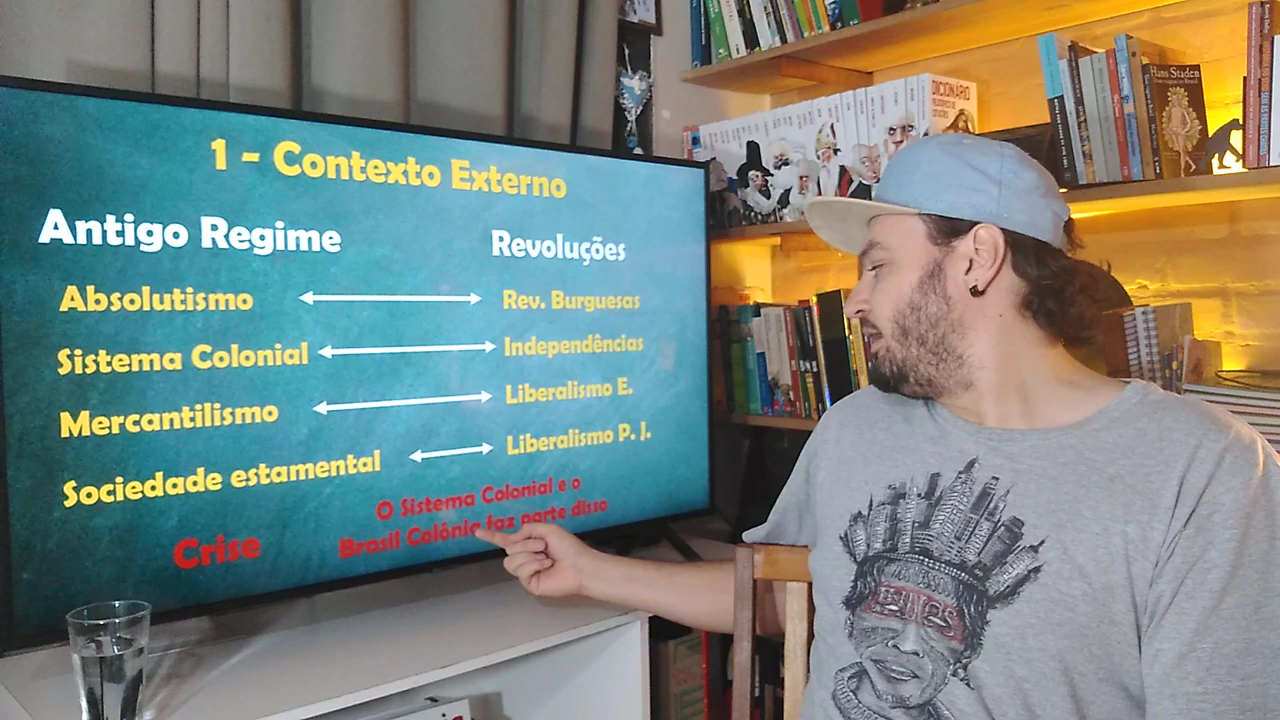 1 - Contexto Externo
Antigo Regime
Revoluções
Absolutismo
Rev. Burguesas
Sistema Colonial
Independências
Mercantilismo
Liberalismo E.
Sociedade estamental
Liberalismo P. J.
O Sistema Colonial e o
Brasil Colônia faz parte disso
Crise
DICIONÁRIO
Hans Staden